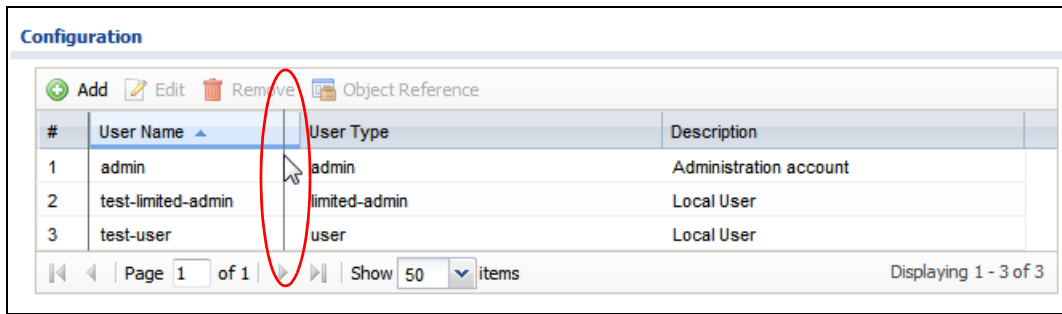 Configuration
Add Edit Remove Object Reference
# User Name User Type Description
1 admin admin Administration account
2 test-limited-admin limited-admin Local User
3 test-user user Local User
Page 1 of 1 Show 50 items Displaying 1 - 3 of 3